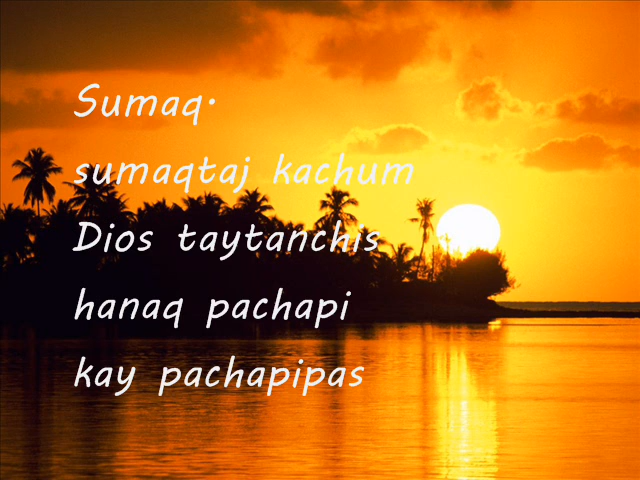 Sumaq.
sumaqtaj kachum
Dios taytanchis
hanaq pachapi
kay pachapipas